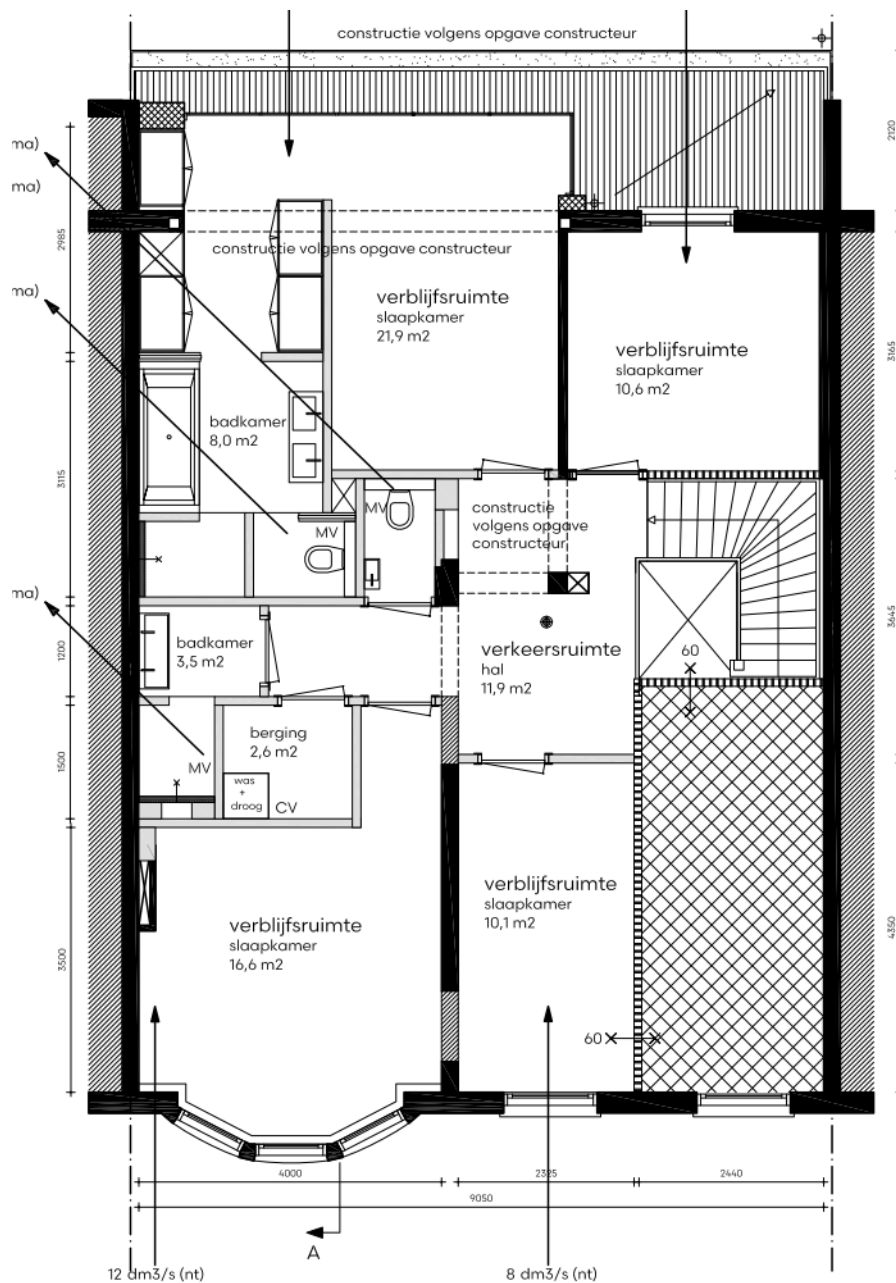 constructie volgens opgave constructeur
ma)
ma)
2120
2985
constructie volgens opgave constructeur
ma)
verblijfsruimte
slaapkamer
21,9 m2
verblijfsruimte
slaapkamer
10,6 m2
3165
badkamer
8,0 m2
3115
MV
MV
constructie
volgens opgave
constructeur
ma)
1200
badkamer
3,5 m2
verkeersruimte
hal
11,9 m2
60
3645
berging
2,6 m2
1500
MV
was
+
droog
CV
verblijfsruimte
slaapkamer
10,1 m2
verblijfsruimte
slaapkamer
16,6 m2
3500
4350
60
4000
2325
2440
9050
A
12 dm3/s (nt)
8 dm3/s (nt)